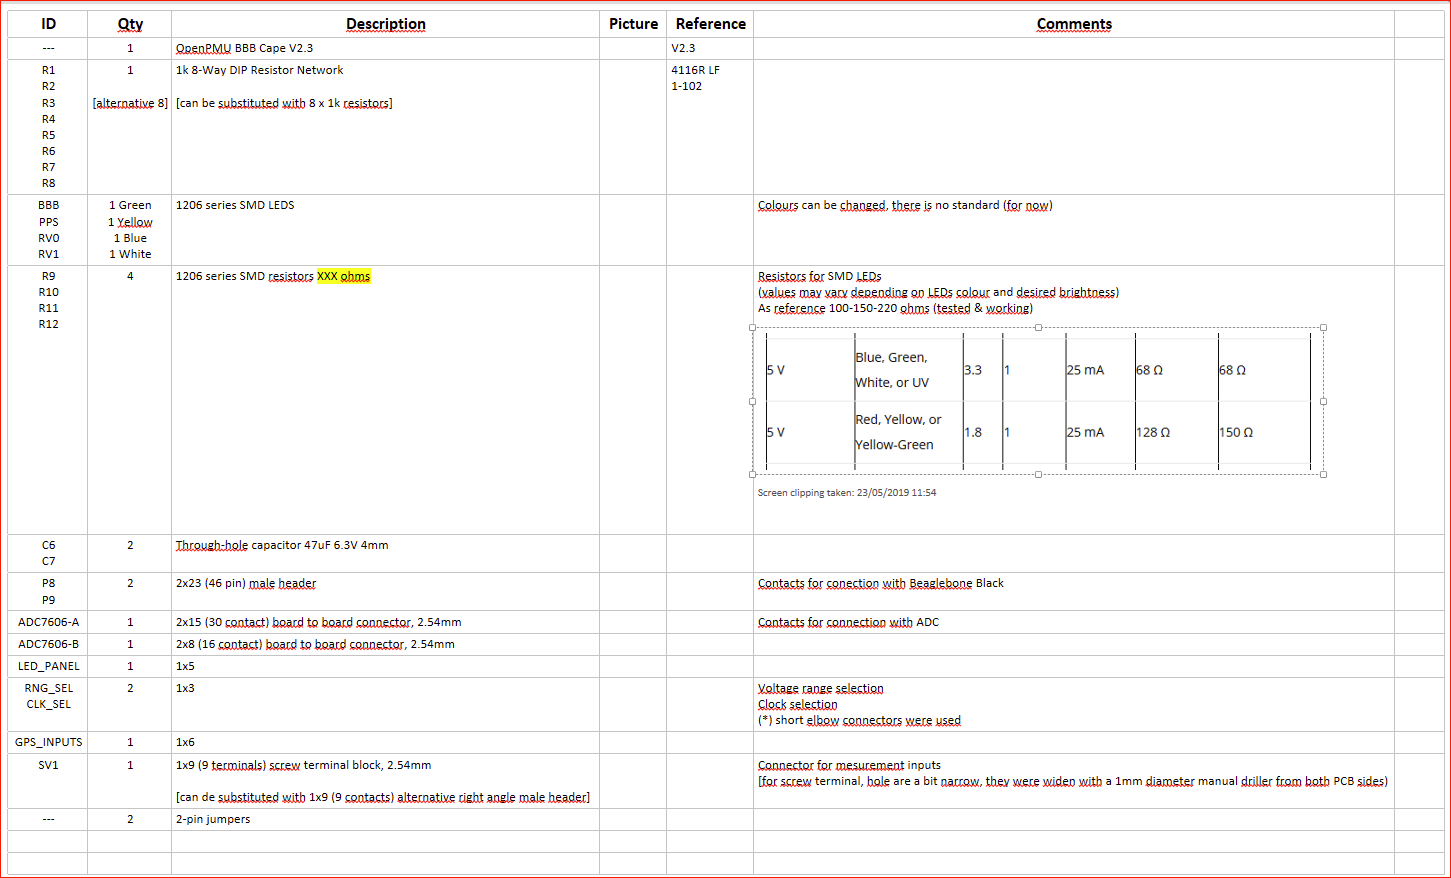 ID Qty Description Picture Reference Comments
--- 1 OpenPMU BBB Cape V2.3 V2.3
R1 1 1k 8-Way DIP Resistor Network 4116R LF
R2 1-102
R3 [alternative 8] [can be substituted with 8 x 1k resistors]
R4
R5
R6
R7
R8
BBB 1 Green 1206 series SMD LEDS Colours can be changed, there is no standard (for now)
PPS 1 Yellow
RV0 1 Blue
RV1 1 White
R9 4 1206 series SMD resistors XXX ohms Resistors for SMD LEDs
R10 (values may vary depending on LEDs colour and desired brightness)
R11 As reference 100-150-220 ohms (tested & working)
R12
Blue, Green,
5 V 3.3 1 25 mA 68 Ω 68 Ω
White, or UV
Red, Yellow, or
5 V 1.8 1 25 mA 128 Ω 150 Ω
Yellow-Green
Screen clipping taken: 23/05/2019 11:54
C6 2 Through-hole capacitor 47uF 6.3V 4mm
C7
P8 2 2x23 (46 pin) male header Contacts for conection with Beaglebone Black
P9
ADC7606-A 1 2x15 (30 contact) board to board connector, 2.54mm Contacts for connection with ADC
ADC7606-B 1 2x8 (16 contact) board to board connector, 2.54mm
LED_PANEL 1 1x5
RNG_SEL 2 1x3 Voltage range selection
CLK_SEL Clock selection
(*) short elbow connectors were used
GPS_INPUTS 1 1x6
SV1 1 1x9 (9 terminals) screw terminal block, 2.54mm Connector for mesurement inputs
[for screw terminal, hole are a bit narrow, they were widen with a 1mm diameter manual driller from both PCB sides)
[can be substituted with 1x9 (9 contacts) alternative right angle male header]
--- 2 2-pin jumpers